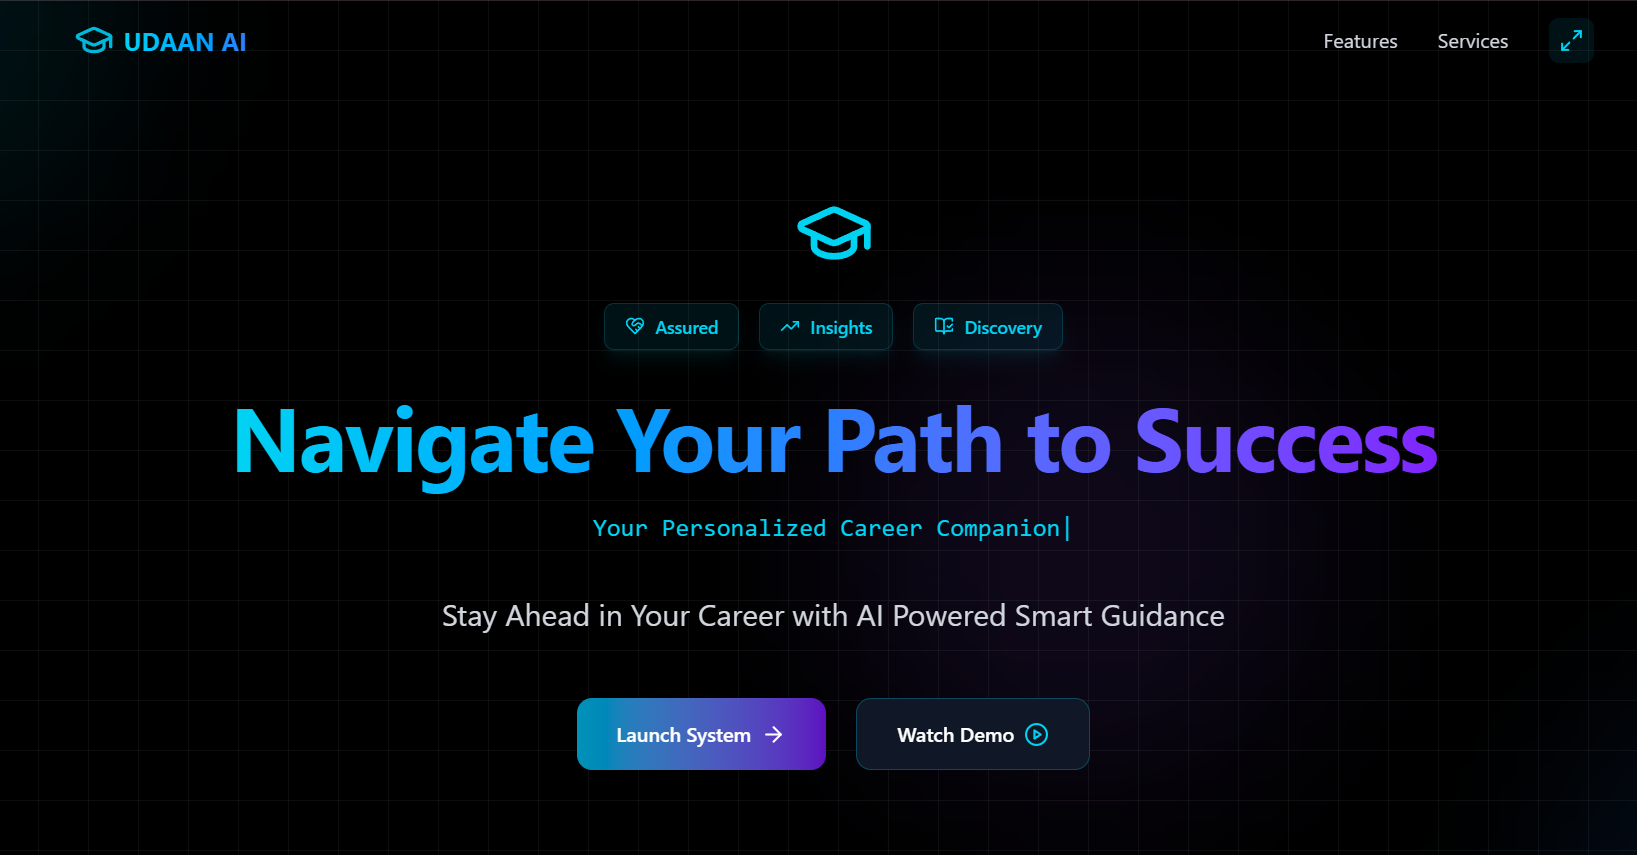 UDAAN AI
Features
Services
Assured
Insights
Discovery
Navigate Your Path to Success
Your Personalized Career Companion|
Stay Ahead in Your Career with AI Powered Smart Guidance
Launch System
Watch Demo